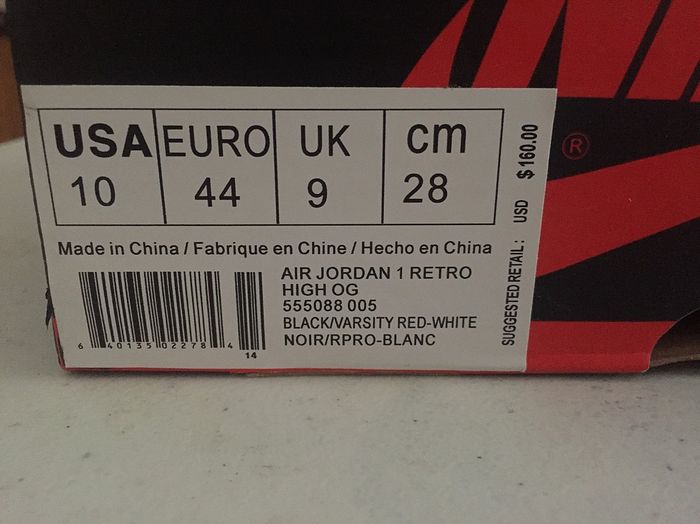 USA EURO UK cm
10 44 9 28
Made in China / Fabrique en Chine / Hecho en China
AIR JORDAN 1 RETRO
HIGH OG
555088 005
BLACK/VARSITY RED-WHITE
NOIR/RPRO-BLANC
6 40135 02278 4
14
SUGGESTED RETAIL: USD $160.00
®